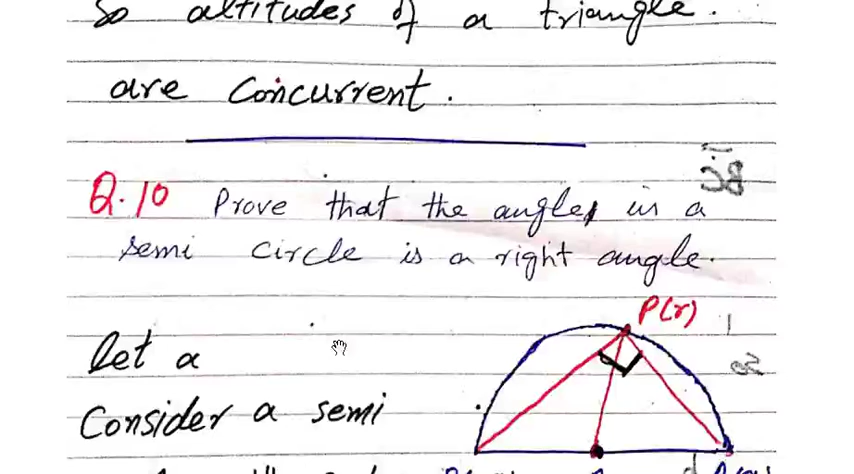 So altitudes of a triangle.
are concurrent.
Q.10 Prove that the angle in a
semi circle is a right angle.
P(r)
let a
Consider a semi